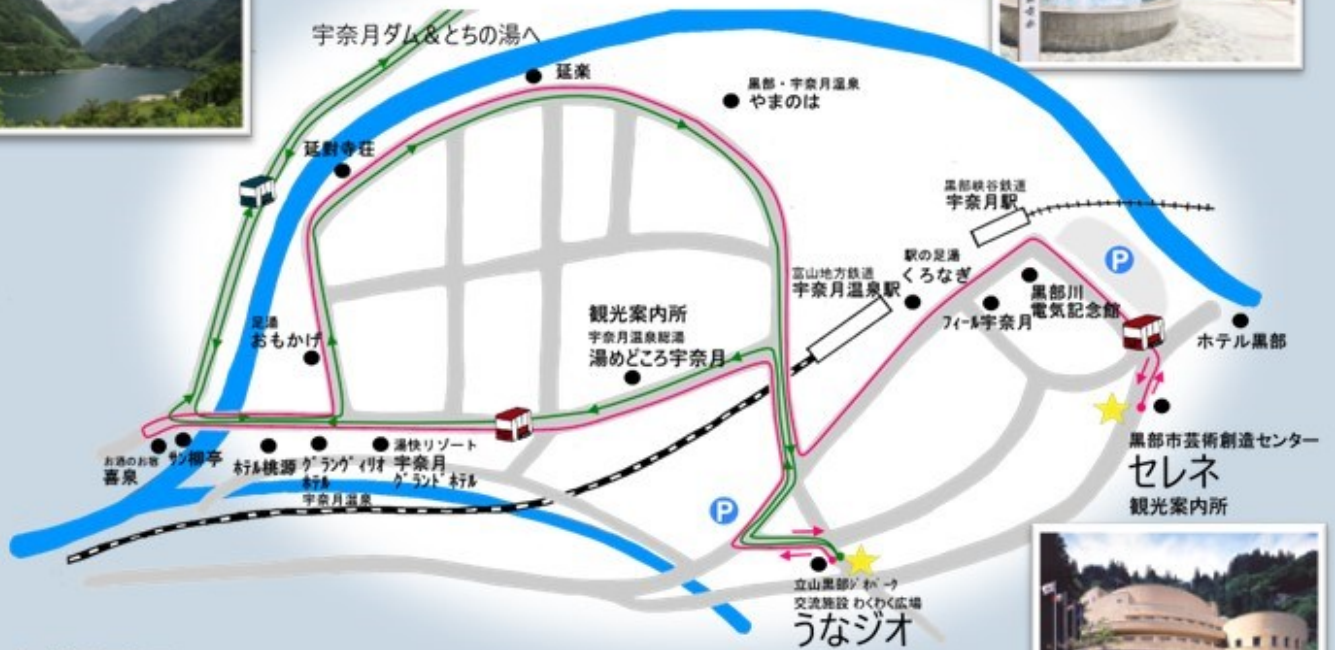 宇奈月ダム&とちの湯へ
延楽
黒部・宇奈月温泉
やまのは
延対寺荘
黒部峡谷鉄道
宇奈月駅
P
駅の足湯
くろなぎ
富山地方鉄道
宇奈月温泉駅
黒部川
電気記念館
フィール宇奈月
ホテル黒部
足湯
おもかげ
観光案内所
宇奈月温泉総湯
湯めどころ宇奈月
お酒のお宿
喜泉
サン柳亭
ホテル桃源
グランヴィリオ
ホテル
宇奈月温泉
湯快リゾート
宇奈月
グランドホテル
黒部市芸術創造センター
セレネ
観光案内所
P
立山黒部ジオパーク
交流施設 わくわく広場
うなジオ